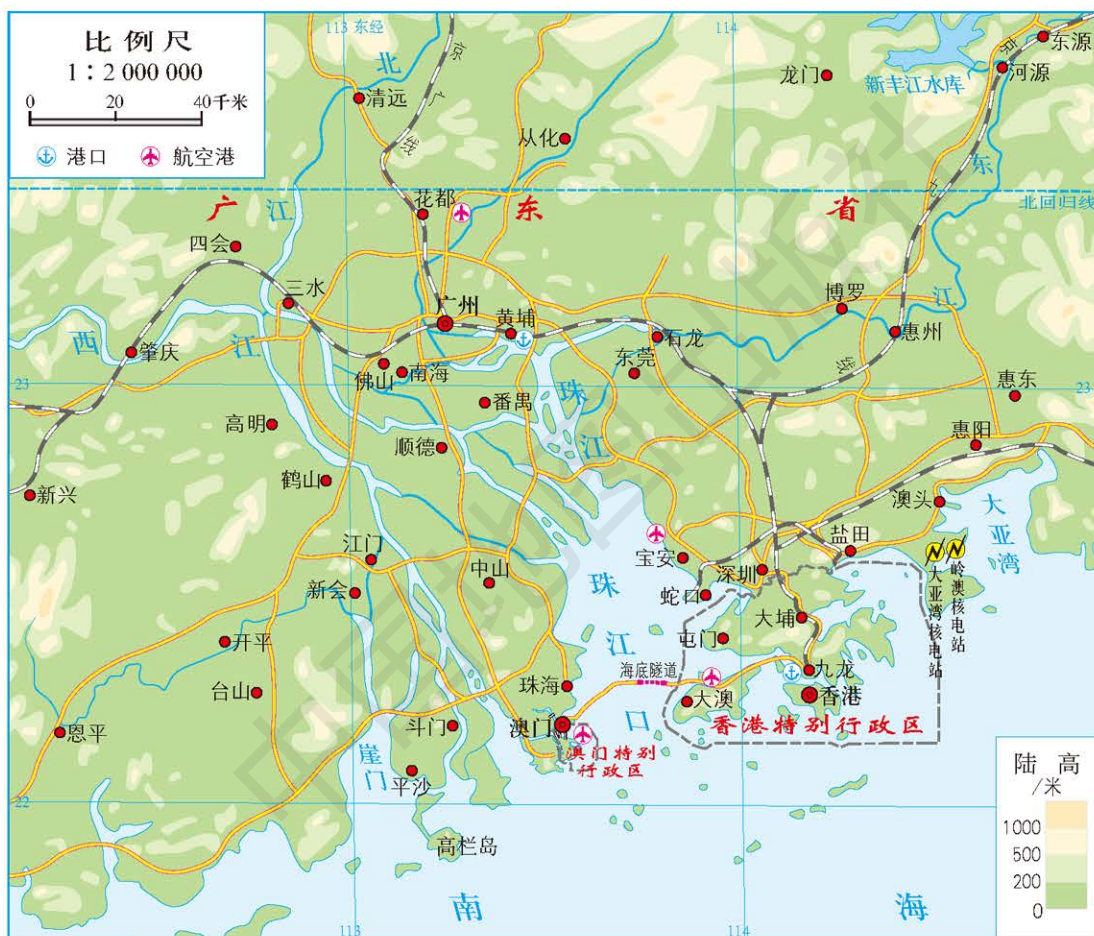 比例尺
1:2 000 000
0 20 40千米
港口 航空港
113 东经
114
北
京
广
线
清远
从化
龙门
新丰江水库
京
九
线
东源
河源
东
江
北回归线
广 东 省
江
花都
四会
三水
广州
黄埔
石龙
博罗
惠州
西
江
肇庆
佛山
南海
东莞
23
23
番禺
珠
江
惠东
高明
顺德
惠阳
鹤山
新兴
澳头
大亚湾
江门
中山
宝安
深圳
盐田
新会
珠
江
口
蛇口
大埔
大亚湾核电站
岭澳核电站
开平
屯门
海底隧道
九龙
台山
珠海
大澳
香港
恩平
斗门
澳门
香港特别行政区
澳门特别
行政区
崖门
平沙
22
高栏岛
南 海
113
114
陆高
/米
1000
500
200
0
中国地图出版社